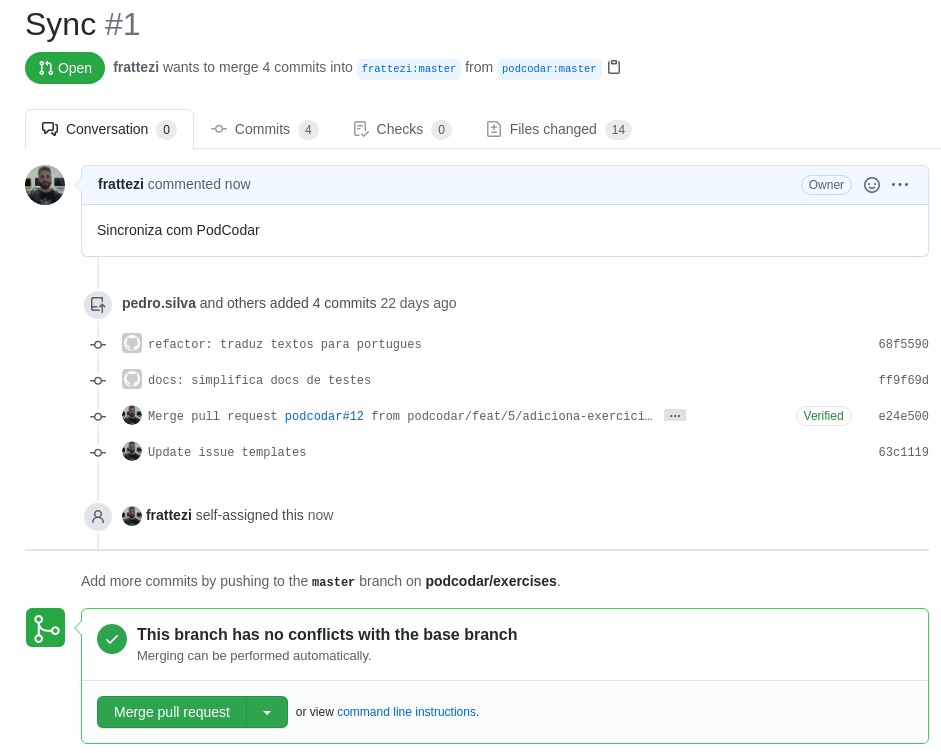 Sync #1
Open frattezi wants to merge 4 commits into frattezi:master from podcodar:master
Conversation 0 Commits 4 Checks 0 Files changed 14
frattezi commented now Owner
Sincroniza com PodCodar
pedro.silva and others added 4 commits 22 days ago
refactor: traduz textos para portugues 68f5590
docs: simplifica docs de testes ff9f69d
Merge pull request podcodar#12 from podcodar/feat/5/adiciona-exercici… … Verified e24e500
Update issue templates 63c1119
frattezi self-assigned this now
Add more commits by pushing to the master branch on podcodar/exercises.
This branch has no conflicts with the base branch
Merging can be performed automatically.
Merge pull request or view command line instructions.